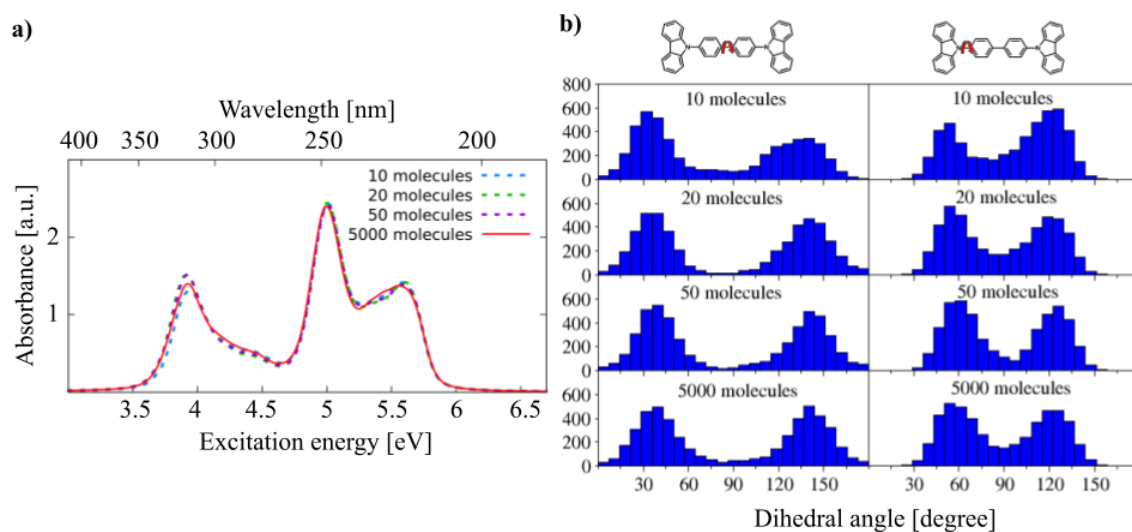 a)
Wavelength [nm]
400 350 300 250 200
10 molecules
20 molecules
50 molecules
5000 molecules
Absorbance [a.u.]
2
1
3.5 4 4.5 5 5.5 6 6.5
Excitation energy [eV]
b)
N N N N
800
600
400
200
0
10 molecules 10 molecules
600
400
200
0
20 molecules 20 molecules
600
400
200
0
50 molecules 50 molecules
600
400
200
0
5000 molecules 5000 molecules
30 60 90 120 150 30 60 90 120 150
Dihedral angle [degree]